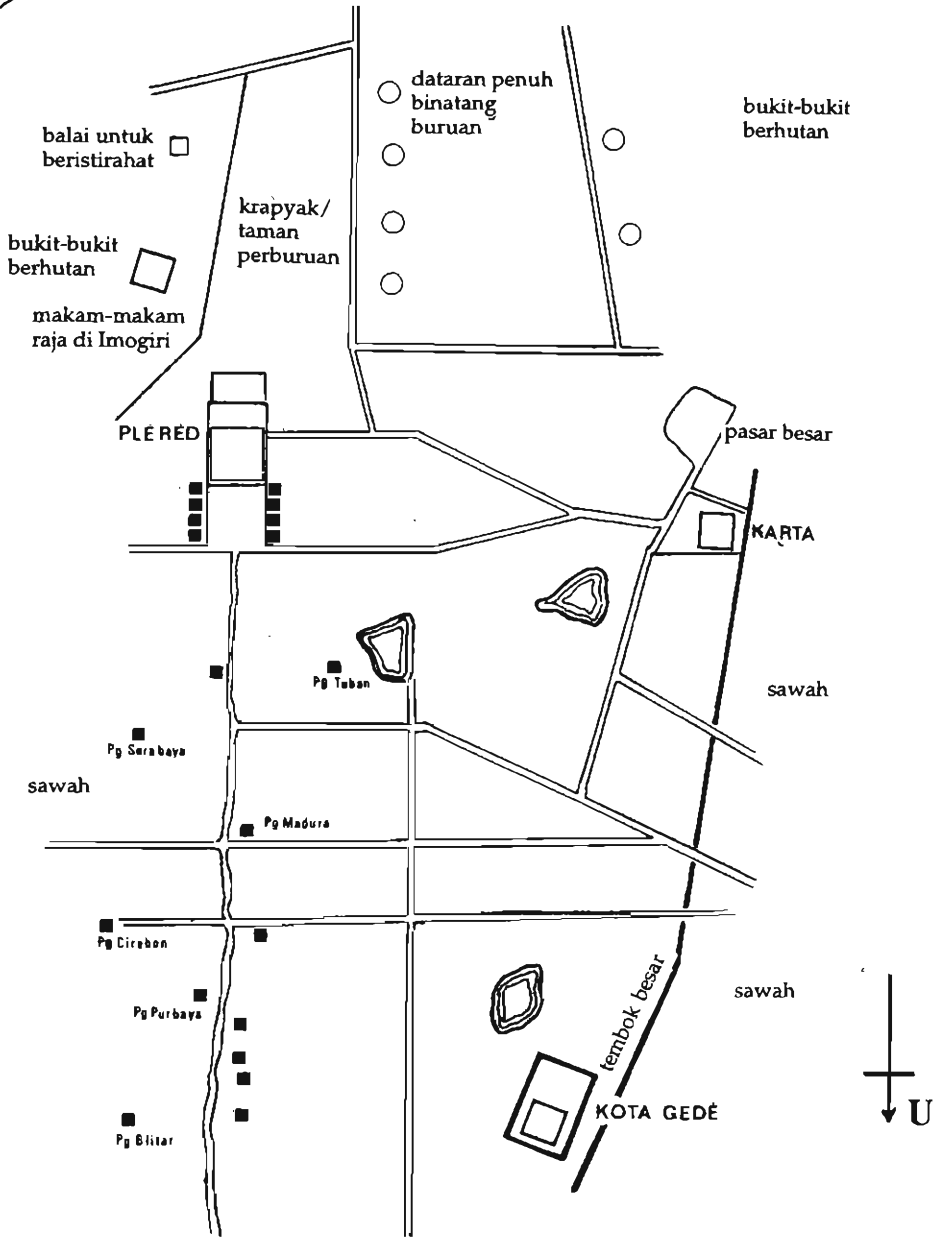 dataran penuh
binatang
buruan
bukit-bukit
berhutan
balai untuk
beristirahat
krapyak/
taman
perburuan
bukit-bukit
berhutan
makam-makam
raja di Imogiri
PLÉRÉD
pasar besar
KARTA
Pg Tuban
sawah
Pg Surabaya
sawah
Pg Madura
Pg Cirebon
tembok besar
sawah
Pg Purbaya
KOTA GEDÉ
U
Pg Blitar